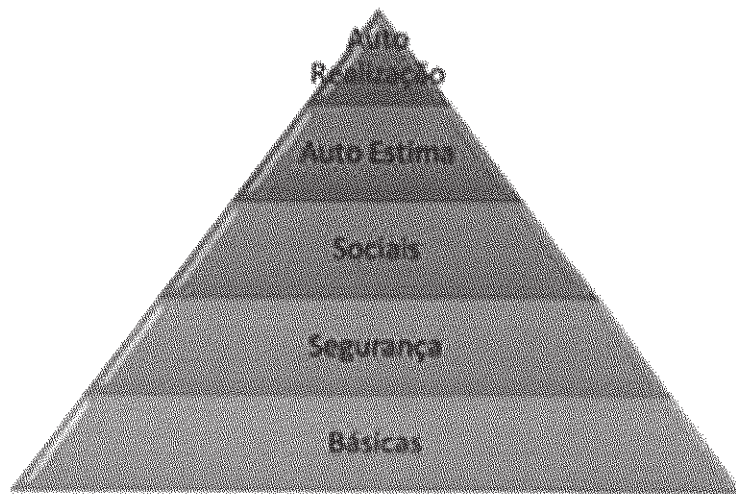 Auto
Realização
Auto Estima
Sociais
Segurança
Básicas